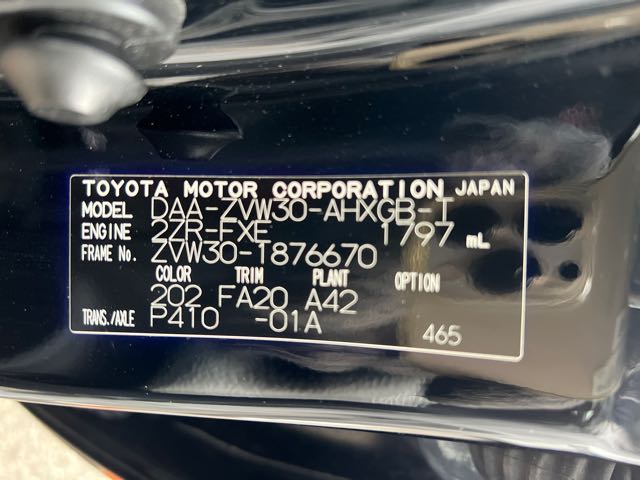 TOYOTA MOTOR CORPORATION JAPAN
MODEL DAA-ZVW30-AHXGB-T
ENGINE 2ZR-FXE 1797 mL
FRAME No. ZVW30-1876670
COLOR TRIM PLANT OPTION
202 FA20 A42
TRANS./AXLE P410 -01A 465